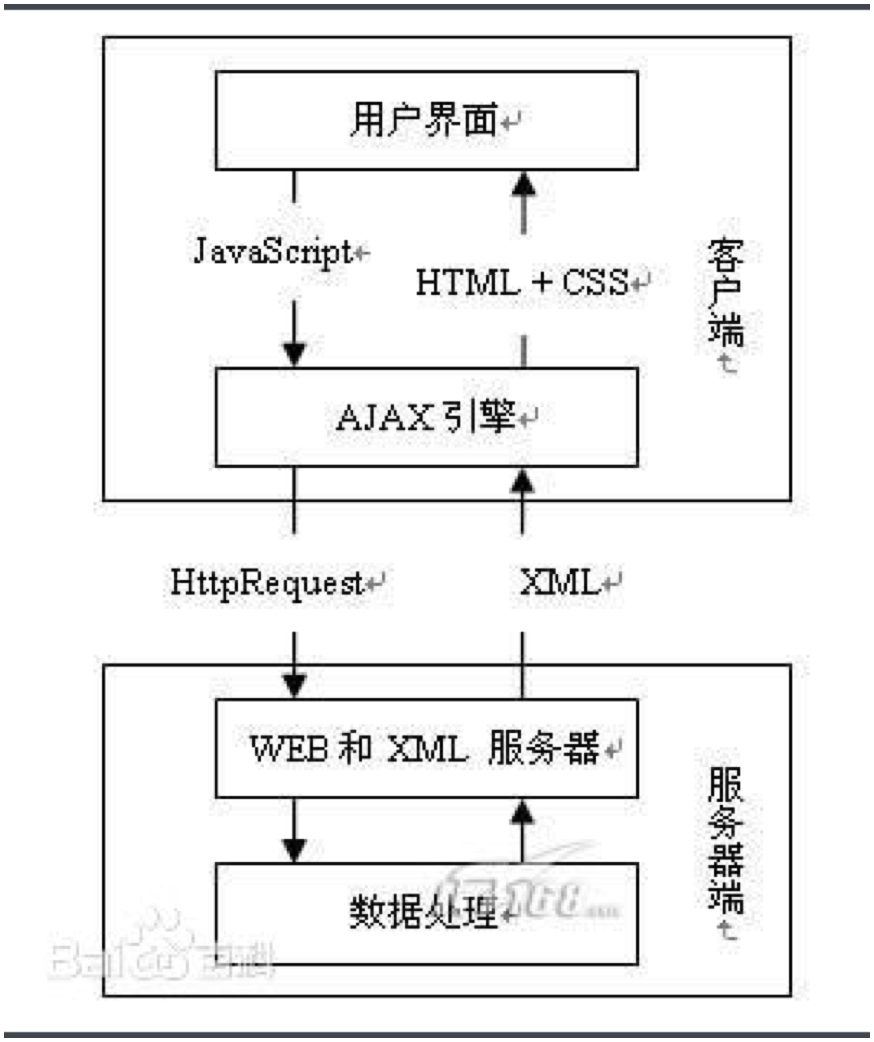 用户界面
JavaScript
HTML + CSS
客户端
AJAX 引擎
HttpRequest
XML
WEB 和 XML 服务器
服务器端
数据处理
Baidu 百科